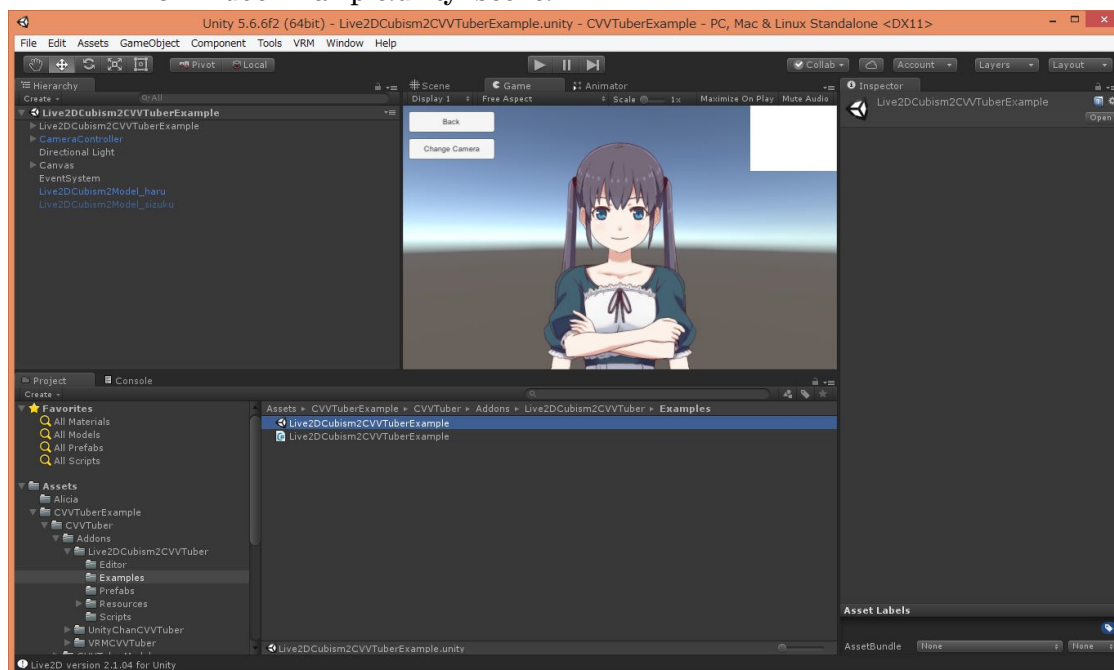 Unity 5.6.6f2 (64bit) - Live2DCubism2CVVTuberExample.unity - CVVTuberExample - PC, Mac & Linux Standalone <DX11>
File Edit Assets GameObject Component Tools VRM Window Help
Pivot Local Collab Account Layers Layout
Hierarchy
Create All
Live2DCubism2CVVTuberExample
Live2DCubism2CVVTuberExample
CameraController
Directional Light
Canvas
EventSystem
Live2DCubism2Model_haru
Live2DCubism2Model_sizuku
Scene Game Animator
Display 1 Free Aspect Scale 1x Maximize On Play Mute Audio
Back
Change Camera
Inspector
Live2DCubism2CVVTuberExample
Open
Project Console
Create
Favorites
All Materials
All Models
All Prefabs
All Scripts
Assets
Alicia
CVVTuberExample
CVVTuber
Addons
Live2DCubism2CVVTuber
Editor
Examples
Prefabs
Resources
Scripts
UnityChanCVVTuber
VRMCVVTuber
Assets ▸ CVVTuberExample ▸ CVVTuber ▸ Addons ▸ Live2DCubism2CVVTuber ▸ Examples
Live2DCubism2CVVTuberExample
Live2DCubism2CVVTuberExample
Live2DCubism2CVVTuberExample.unity
Asset Labels
AssetBundle None None
Live2D version 2.1.04 for Unity